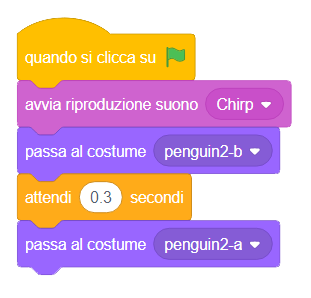 quando si clicca su
avvia riproduzione suono Chirp
passa al costume penguin2-b
attendi 0.3 secondi
passa al costume penguin2-a